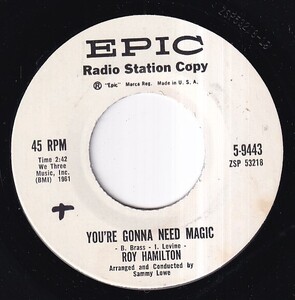 EPIC
Radio Station Copy
® "Epic" Marca Reg. Made in U.S.A.
45 RPM
Time 2:42
We Three
Music, Inc.
(BMI) 1961
5-9443
ZSP 53218
YOU'RE GONNA NEED MAGIC
- B. Brass - I. Levine -
ROY HAMILTON
Arranged and Conducted by
Sammy Lowe